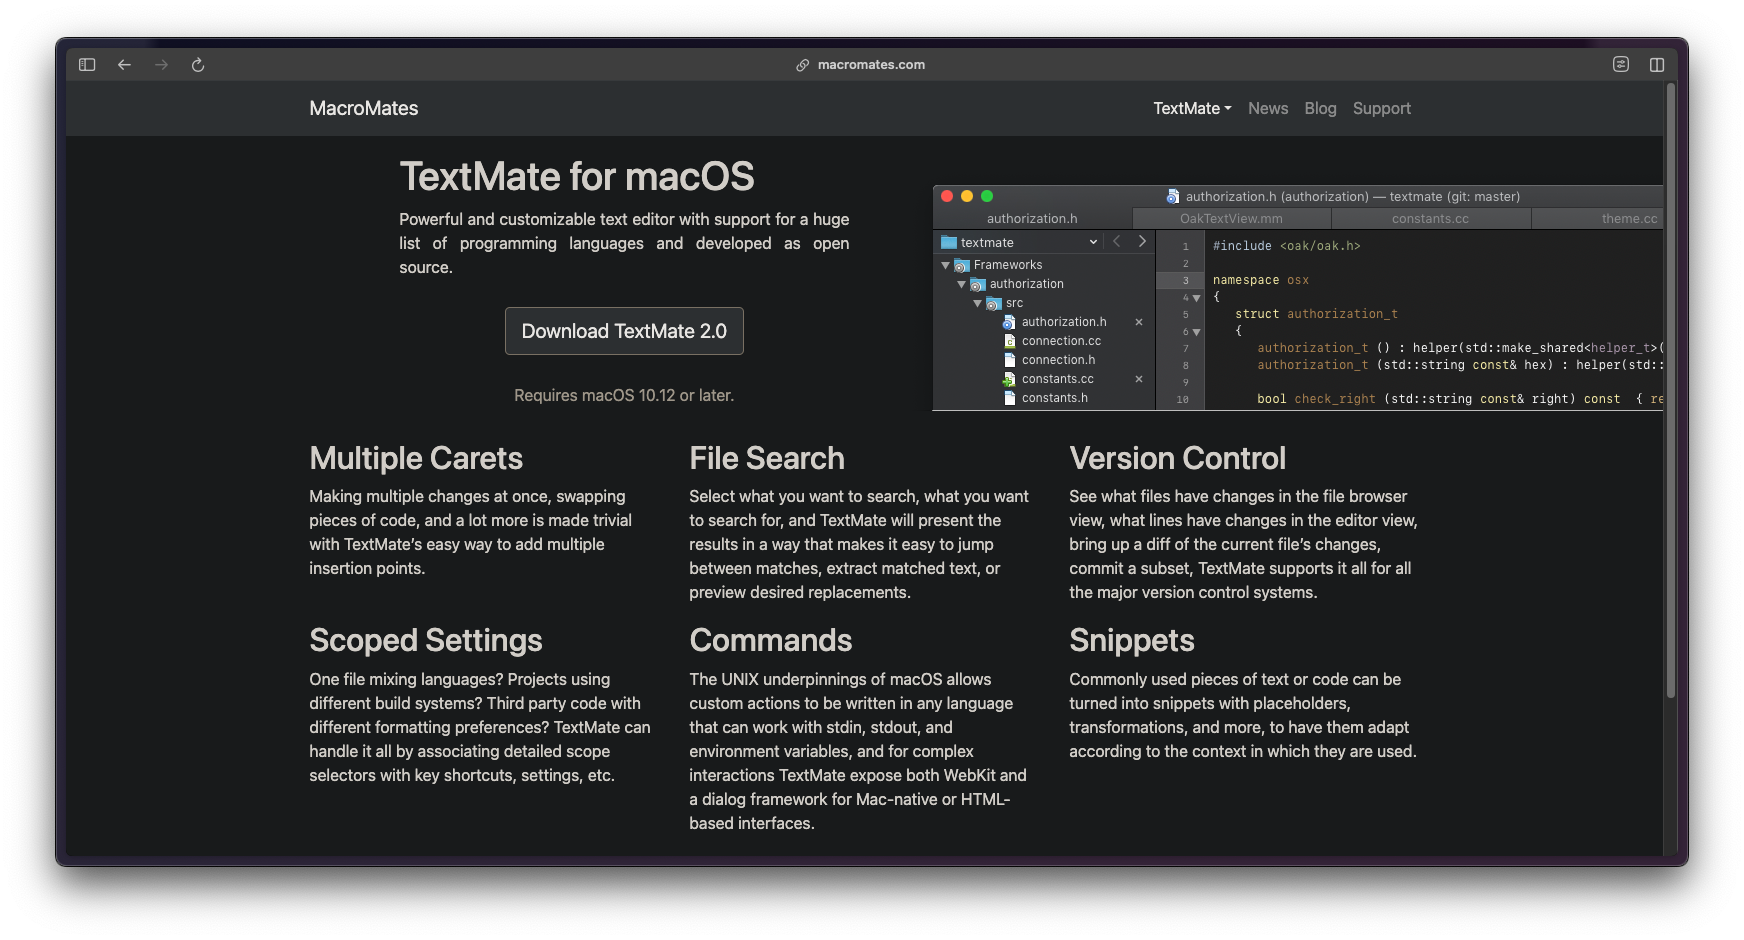 macromates.com
MacroMates
TextMate
News
Blog
Support
TextMate for macOS
Powerful and customizable text editor with support for a huge
list of programming languages and developed as open
source.
Download TextMate 2.0
Requires macOS 10.12 or later.
authorization.h (authorization) — textmate (git: master)
authorization.h
OakTextView.mm
constants.cc
theme.cc
textmate
Frameworks
authorization
src
authorization.h
connection.cc
connection.h
constants.cc
constants.h
1 #include <oak/oak.h>
2
3 namespace osx
4 {
5 struct authorization_t
6 {
7 authorization_t () : helper(std::make_shared<helper_t>(
8 authorization_t (std::string const& hex) : helper(std::
9
10 bool check_right (std::string const& right) const { re
Multiple Carets
Making multiple changes at once, swapping
pieces of code, and a lot more is made trivial
with TextMate’s easy way to add multiple
insertion points.
File Search
Select what you want to search, what you want
to search for, and TextMate will present the
results in a way that makes it easy to jump
between matches, extract matched text, or
preview desired replacements.
Version Control
See what files have changes in the file browser
view, what lines have changes in the editor view,
bring up a diff of the current file’s changes,
commit a subset, TextMate supports it all for all
the major version control systems.
Scoped Settings
One file mixing languages? Projects using
different build systems? Third party code with
different formatting preferences? TextMate can
handle it all by associating detailed scope
selectors with key shortcuts, settings, etc.
Commands
The UNIX underpinnings of macOS allows
custom actions to be written in any language
that can work with stdin, stdout, and
environment variables, and for complex
interactions TextMate expose both WebKit and
a dialog framework for Mac-native or HTML-
based interfaces.
Snippets
Commonly used pieces of text or code can be
turned into snippets with placeholders,
transformations, and more, to have them adapt
according to the context in which they are used.